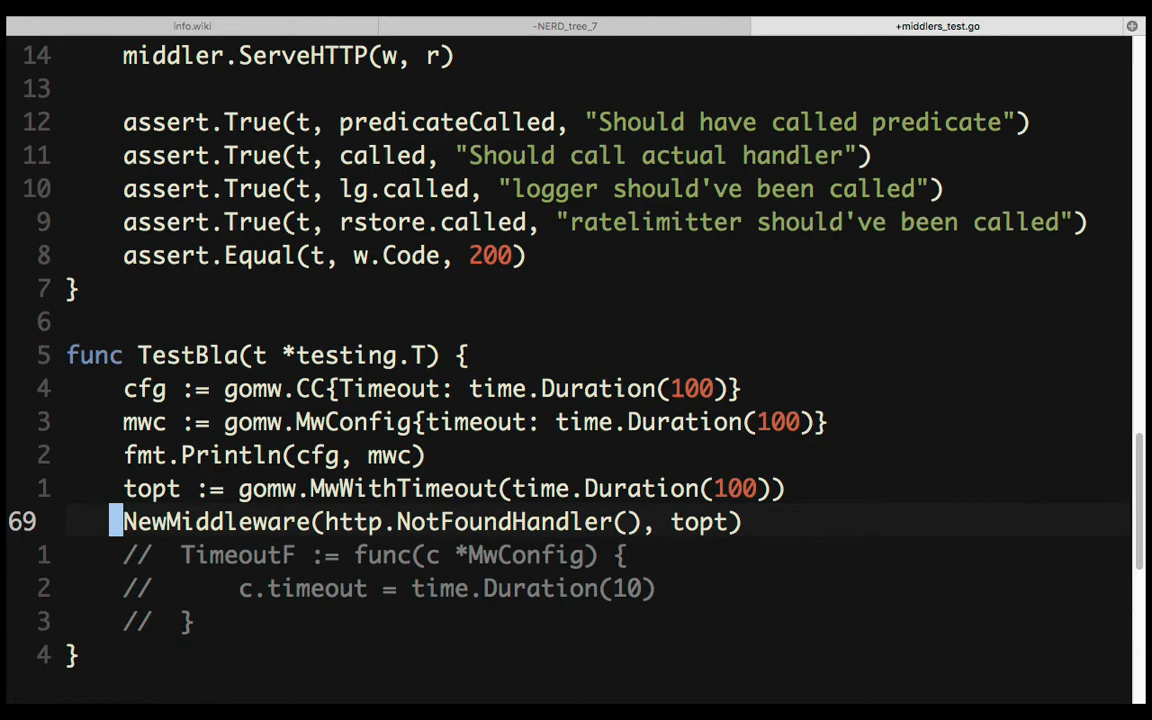 info.wiki -NERD_tree_7 +middlers_test.go
14 middler.ServeHTTP(w, r)
13
12 assert.True(t, predicateCalled, "Should have called predicate")
11 assert.True(t, called, "Should call actual handler")
10 assert.True(t, lg.called, "logger should've been called")
9 assert.True(t, rstore.called, "ratelimitter should've been called")
8 assert.Equal(t, w.Code, 200)
7 }
6
5 func TestBla(t *testing.T) {
4 cfg := gomw.CC{Timeout: time.Duration(100)}
3 mwc := gomw.MwConfig{timeout: time.Duration(100)}
2 fmt.Println(cfg, mwc)
1 topt := gomw.MwWithTimeout(time.Duration(100))
69 NewMiddleware(http.NotFoundHandler(), topt)
1 // TimeoutF := func(c *MwConfig) {
2 // c.timeout = time.Duration(10)
3 // }
4 }